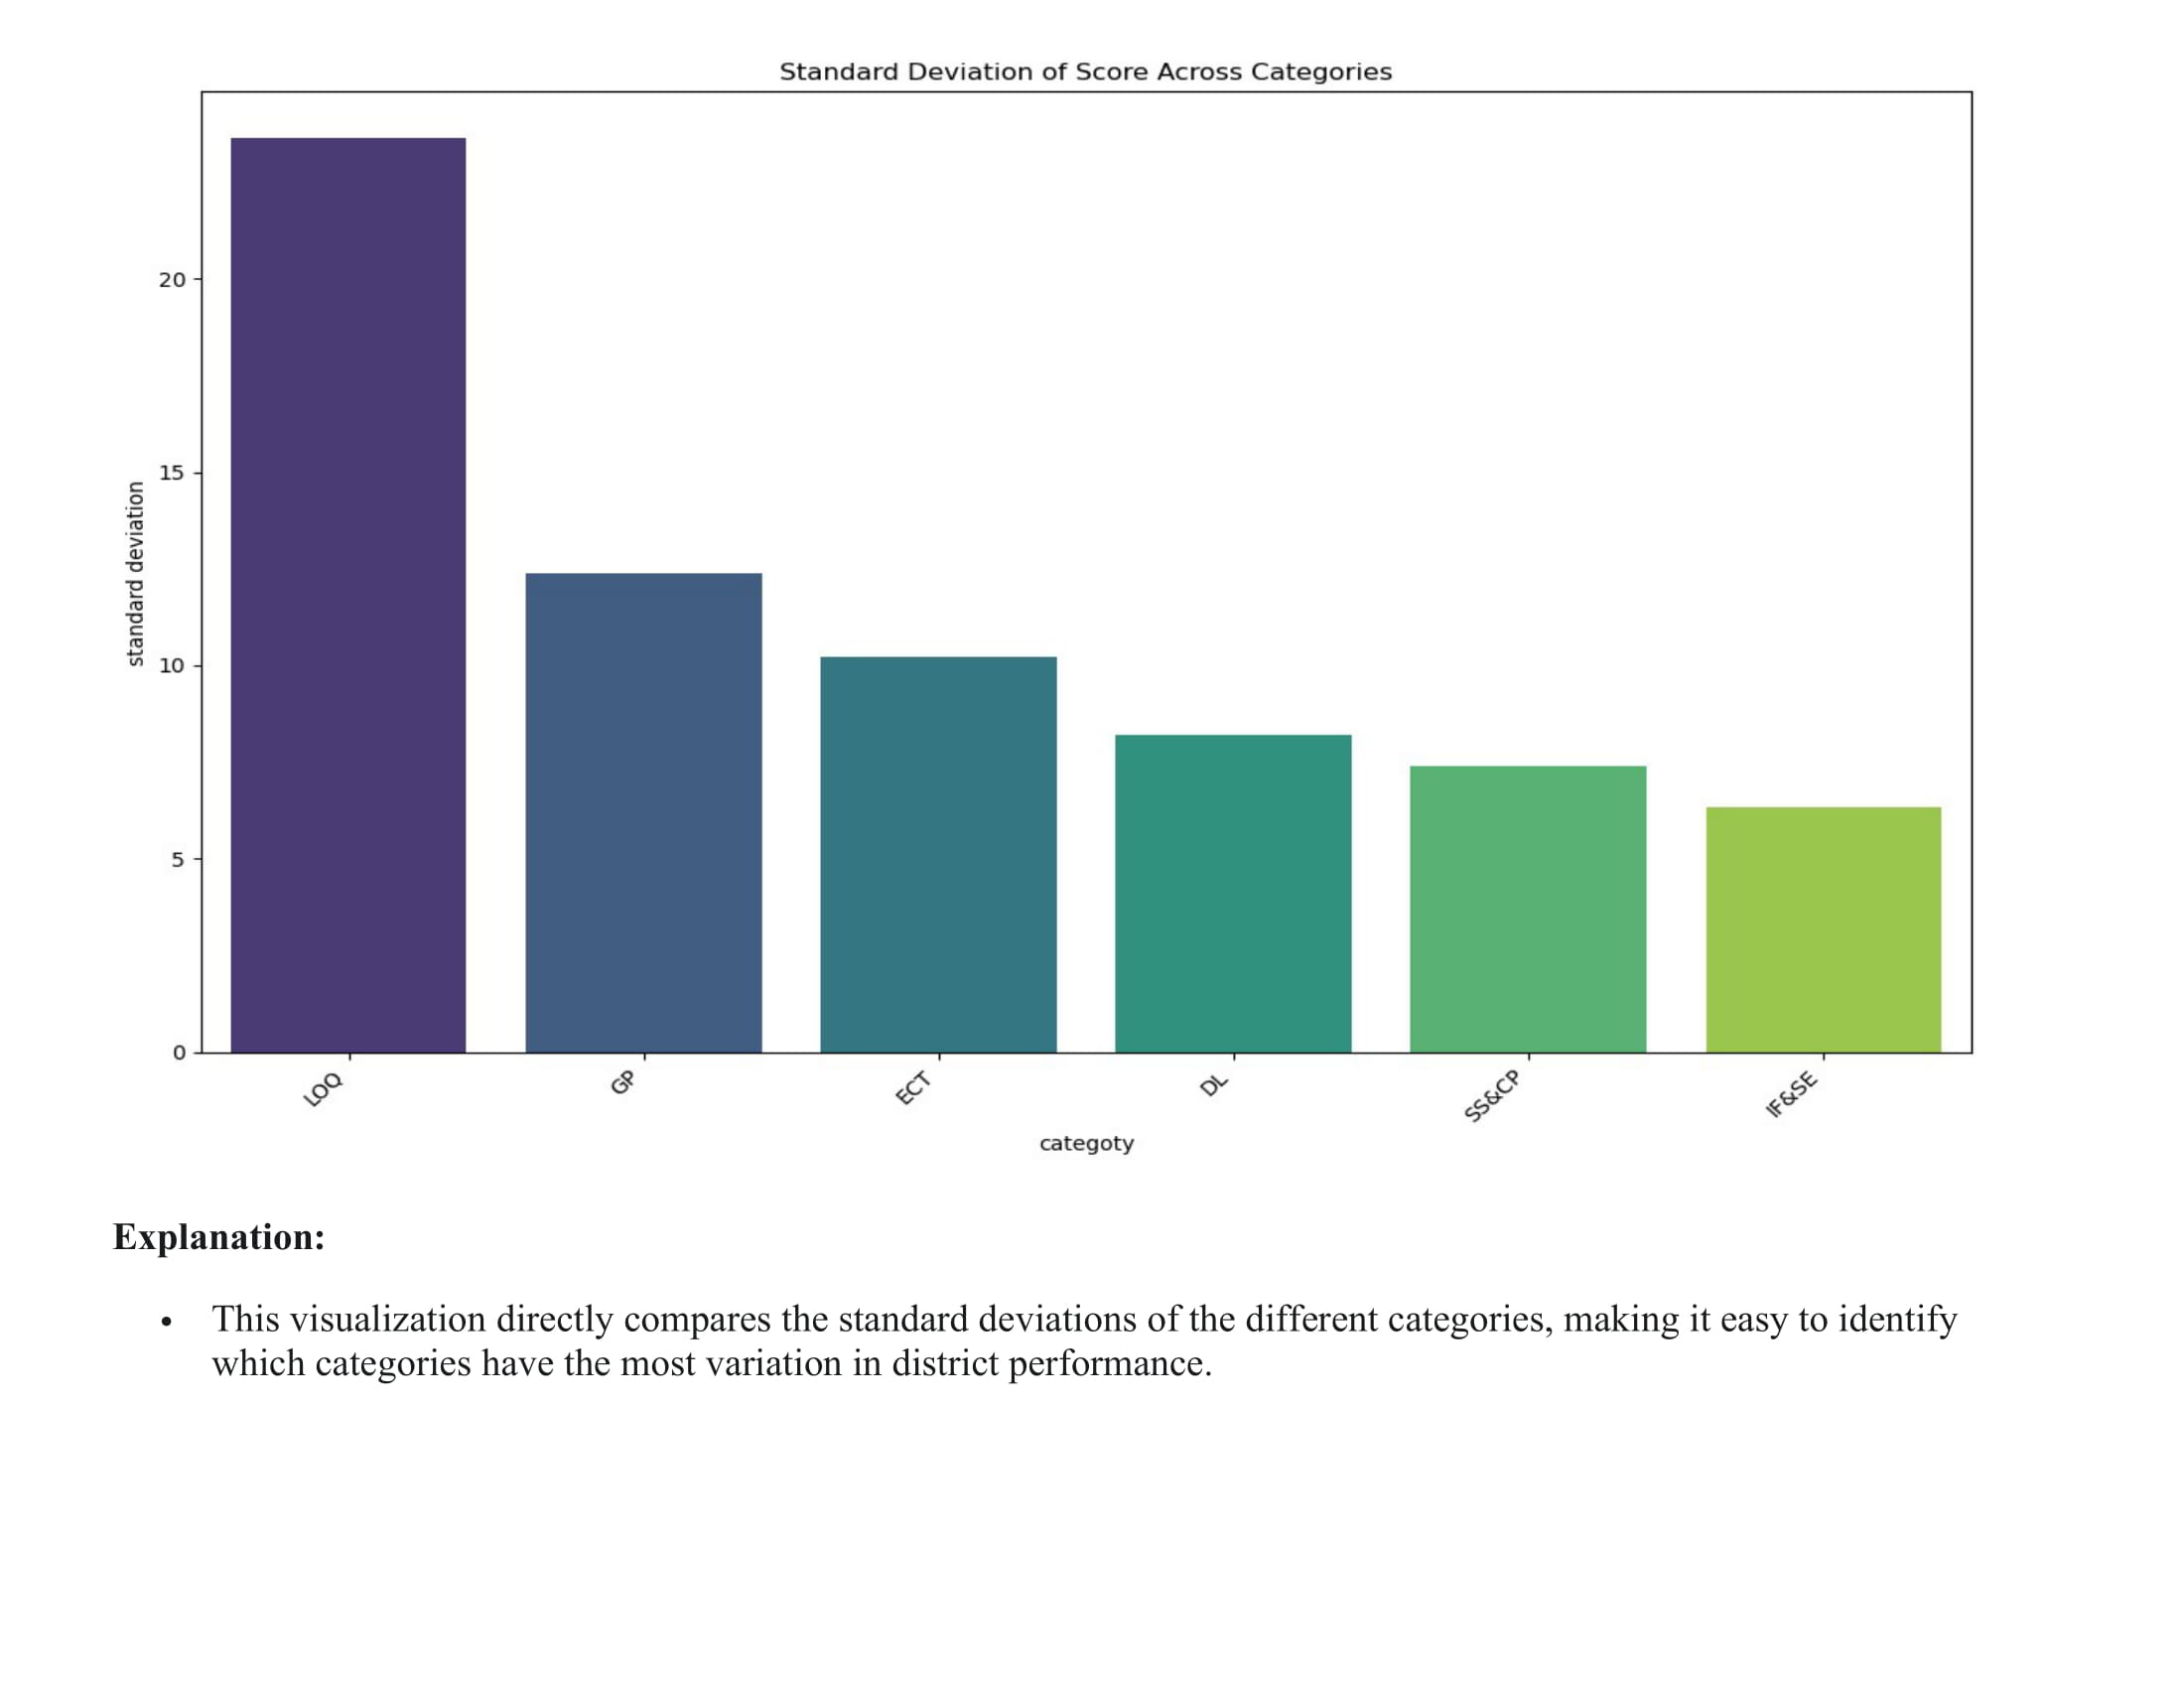 Standard Deviation of Score Across Categories
20
15
10
5
0
standard deviation
LOQ
GP
ECT
DL
SS&CP
IF&SE
categoty
Explanation:
• This visualization directly compares the standard deviations of the different categories, making it easy to identify
which categories have the most variation in district performance.